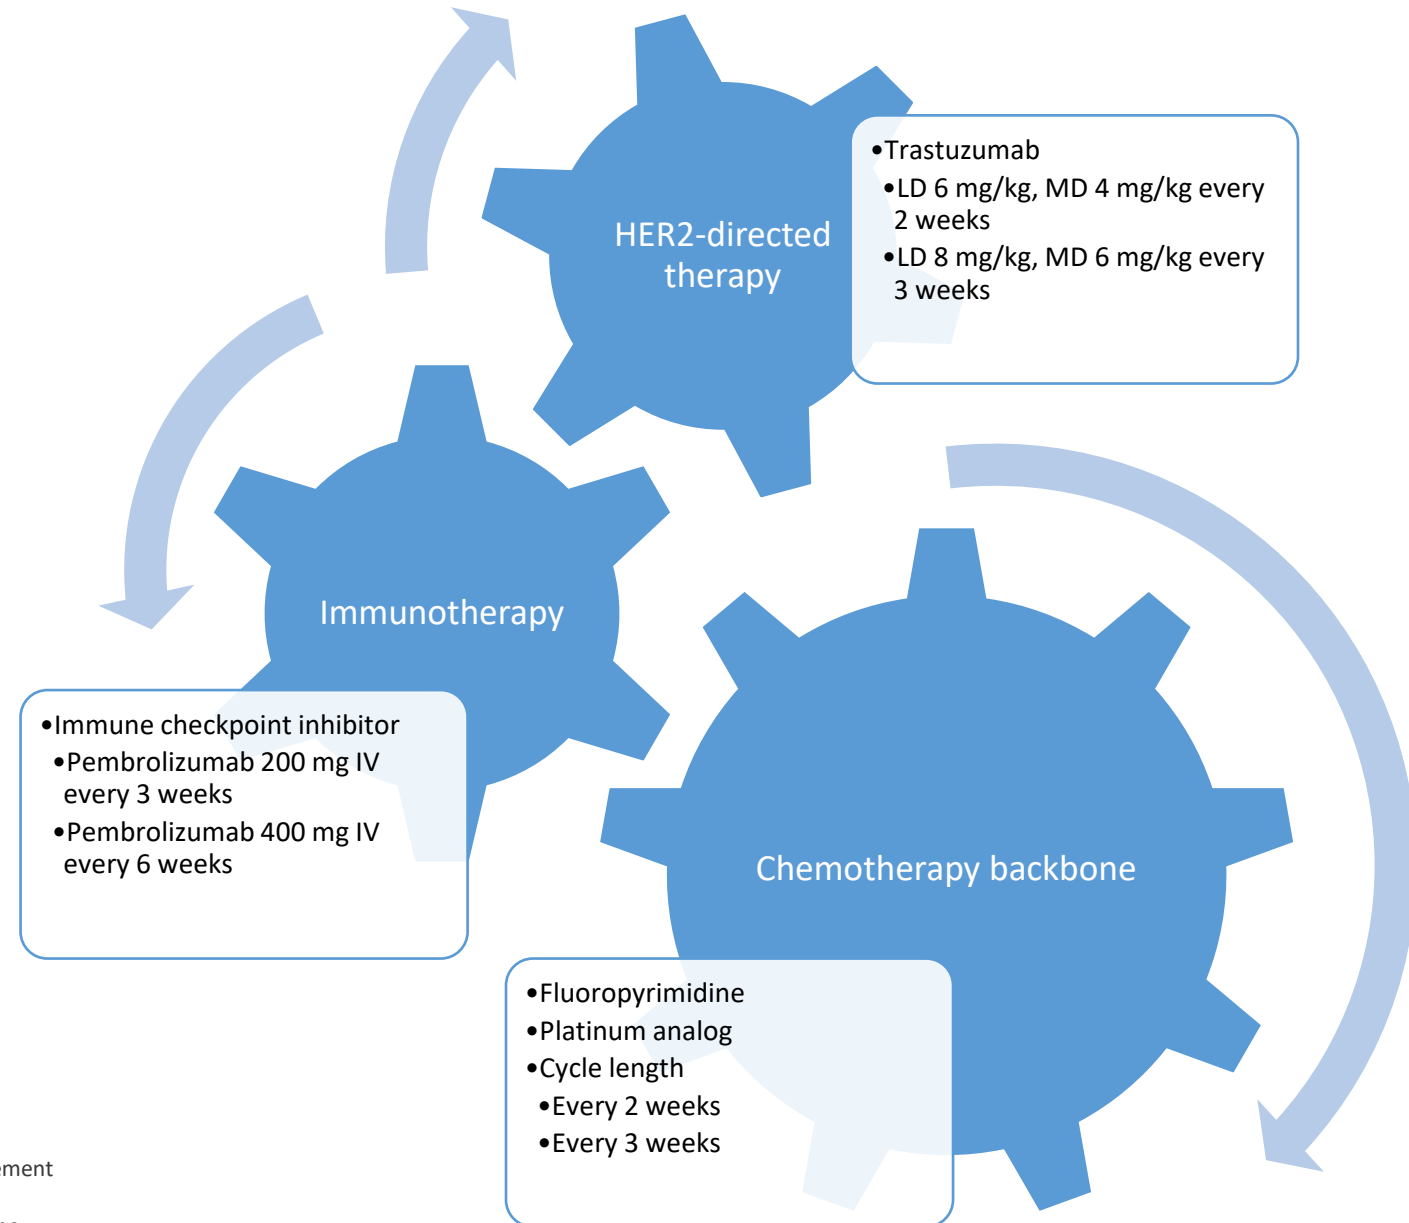 HER2-directed
therapy
•Trastuzumab
•LD 6 mg/kg, MD 4 mg/kg every
2 weeks
•LD 8 mg/kg, MD 6 mg/kg every
3 weeks
Immunotherapy
•Immune checkpoint inhibitor
•Pembrolizumab 200 mg IV
every 3 weeks
•Pembrolizumab 400 mg IV
every 6 weeks
Chemotherapy backbone
•Fluoropyrimidine
•Platinum analog
•Cycle length
•Every 2 weeks
•Every 3 weeks
ement